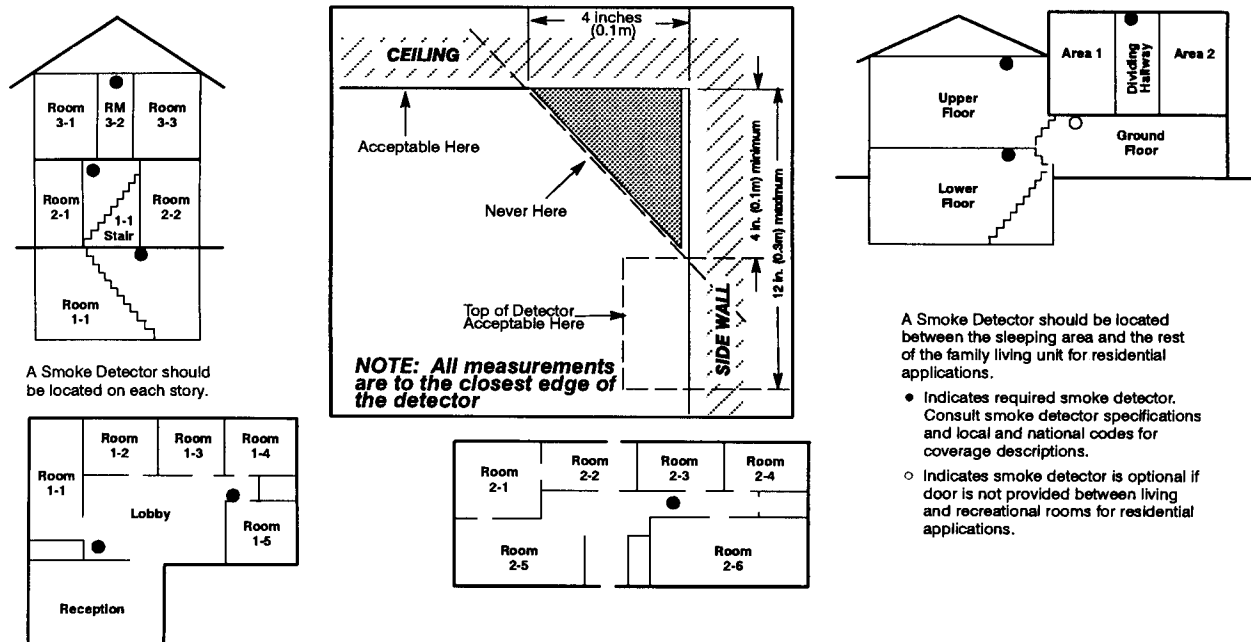 Room
3-1
RM
3-2
Room
3-3
Room
2-1
1-1
Stair
Room
2-2
Room
1-1
A Smoke Detector should
be located on each story.
Room
1-1
Room
1-2
Room
1-3
Room
1-4
Lobby
Room
1-5
Reception
4 inches
(0.1m)
CEILING
Acceptable Here
Never Here
4 in. (0.1m) minimum
12 in. (0.3m) maximum
Top of Detector
Acceptable Here
SIDE WALL
NOTE: All measurements
are to the closest edge of
the detector
Room
2-1
Room
2-2
Room
2-3
Room
2-4
Room
2-5
Room
2-6
Area 1
Dividing
Hallway
Area 2
Upper
Floor
Ground
Floor
Lower
Floor
A Smoke Detector should be located
between the sleeping area and the rest
of the family living unit for residential
applications.
● Indicates required smoke detector.
Consult smoke detector specifications
and local and national codes for
coverage descriptions.
○ Indicates smoke detector is optional if
door is not provided between living
and recreational rooms for residential
applications.